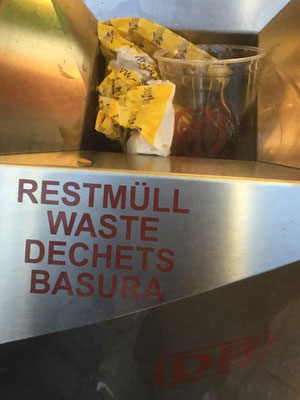 RESTMÜLL
WASTE
DECHETS
BASURA
DB